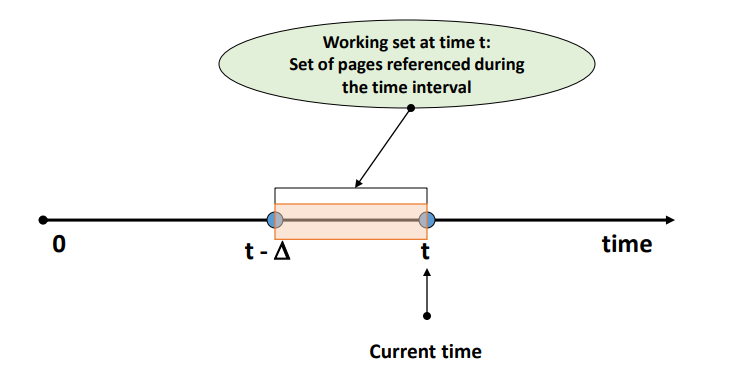 Working set at time t:
Set of pages referenced during
the time interval
0
t - Δ
t
time
Current time